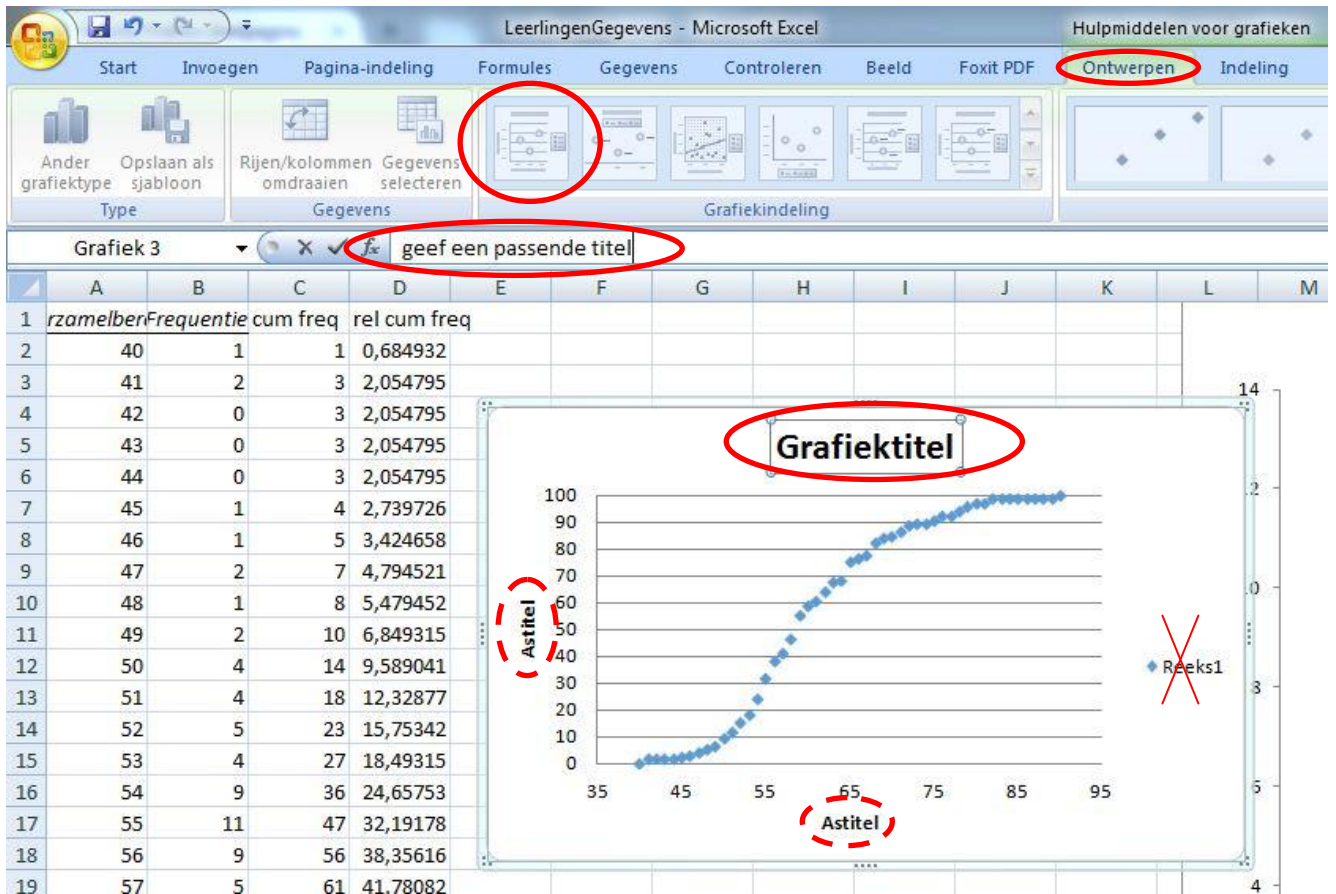 LeerlingenGegevens - Microsoft Excel Hulpmiddelen voor grafieken
Start Invoegen Pagina-indeling Formules Gegevens Controleren Beeld Foxit PDF Ontwerpen Indeling
Ander grafiektype
Opslaan als sjabloon
Rijen/kolommen omdraaien
Gegevens selecteren
Type Gegevens Grafiekindeling
Grafiek 3 fx geef een passende titel
A B C D E F G H I J K L M
1 rzamelber Frequentie cum freq rel cum freq
2 40 1 1 0,684932
3 41 2 3 2,054795
4 42 0 3 2,054795
5 43 0 3 2,054795
6 44 0 3 2,054795
7 45 1 4 2,739726
8 46 1 5 3,424658
9 47 2 7 4,794521
10 48 1 8 5,479452
11 49 2 10 6,849315
12 50 4 14 9,589041
13 51 4 18 12,32877
14 52 5 23 15,75342
15 53 4 27 18,49315
16 54 9 36 24,65753
17 55 11 47 32,19178
18 56 9 56 38,35616
19 57 5 61 41,78082
Grafiektitel
Astitel
100
90
80
70
60
50
40
30
20
10
0
35 45 55 65 75 85 95
Astitel
Reeks1
14
2
0
8
6
4